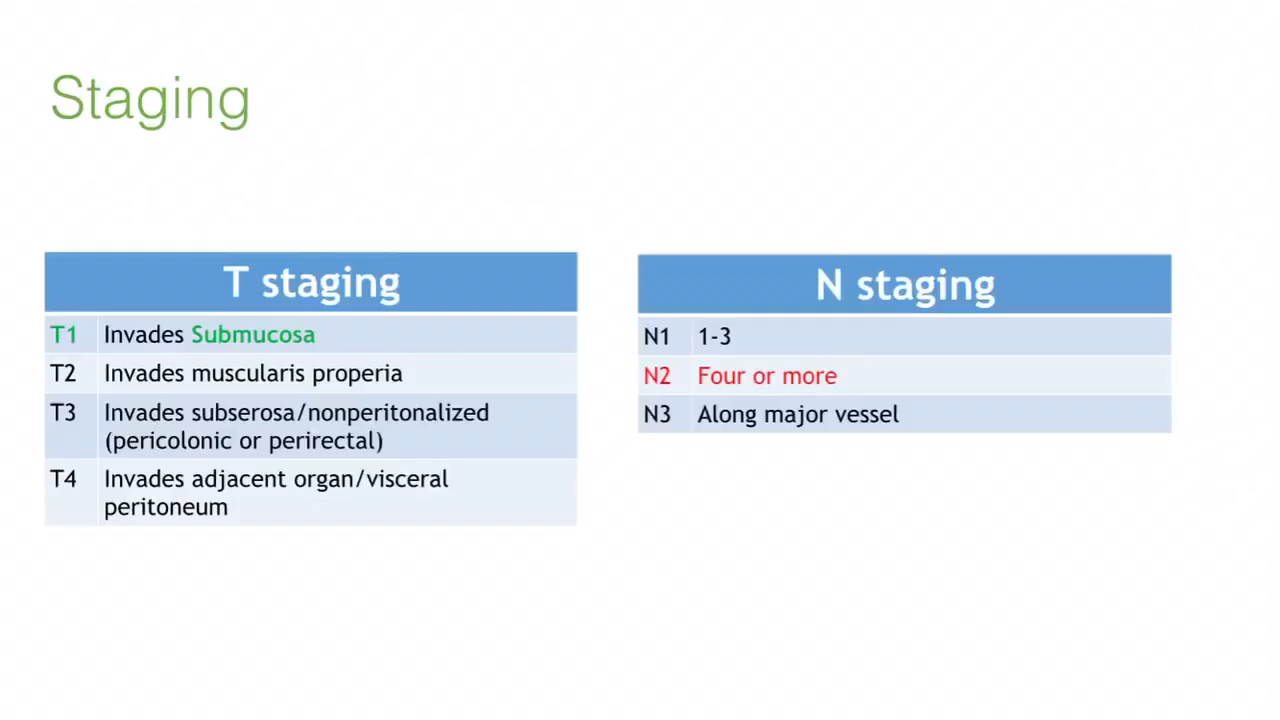 Staging
T staging
T1 Invades Submucosa
T2 Invades muscularis properia
T3 Invades subserosa/nonperitonalized
(pericolonic or perirectal)
T4 Invades adjacent organ/visceral
peritoneum
N staging
N1 1-3
N2 Four or more
N3 Along major vessel